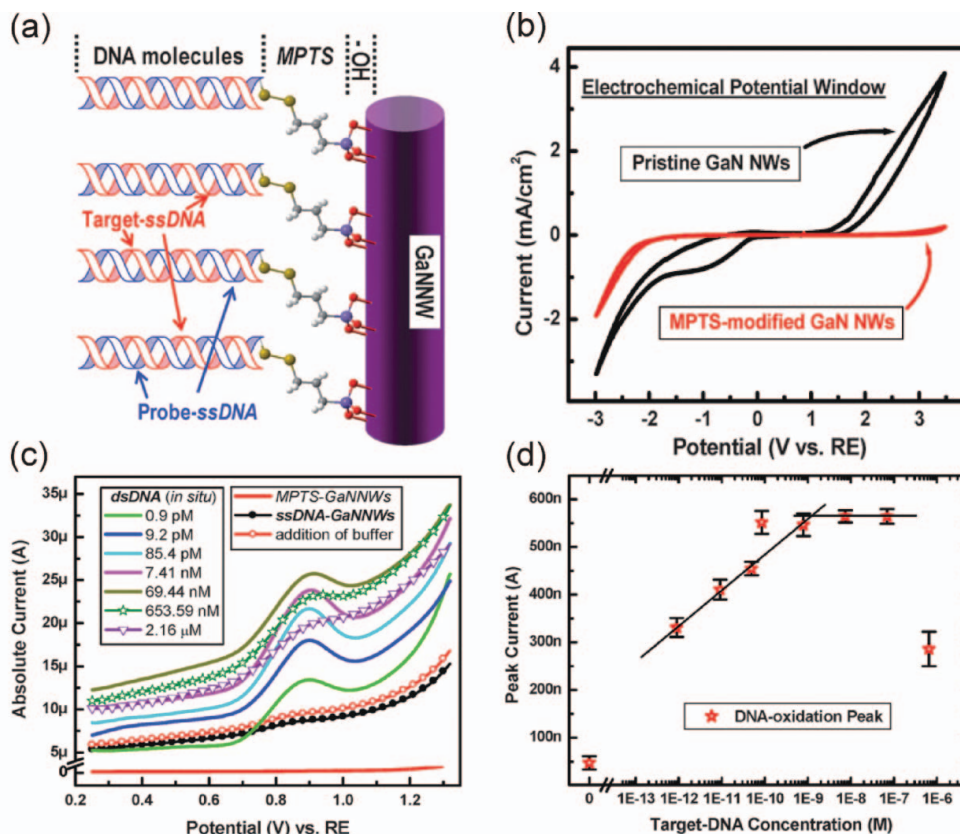 (a)
DNA molecules
MPTS
HO-
Target-ssDNA
Probe-ssDNA
GaNNW
(b)
Electrochemical Potential Window
Pristine GaN NWs
MPTS-modified GaN NWs
Current (mA/cm²)
4
2
0
-2
-3 -2 -1 0 1 2 3
Potential (V vs. RE)
(c)
dsDNA (in situ)
0.9 pM
9.2 pM
85.4 pM
7.41 nM
69.44 nM
653.59 nM
2.16 μM
MPTS-GaNNWs
ssDNA-GaNNWs
addition of buffer
Absolute Current (A)
35μ
30μ
25μ
20μ
15μ
10μ
5μ
0
0.2 0.4 0.6 0.8 1.0 1.2
Potential (V) vs. RE
(d)
Peak Current (A)
600n
500n
400n
300n
200n
100n
0
DNA-oxidation Peak
0 1E-13 1E-12 1E-11 1E-10 1E-9 1E-8 1E-7 1E-6
Target-DNA Concentration (M)